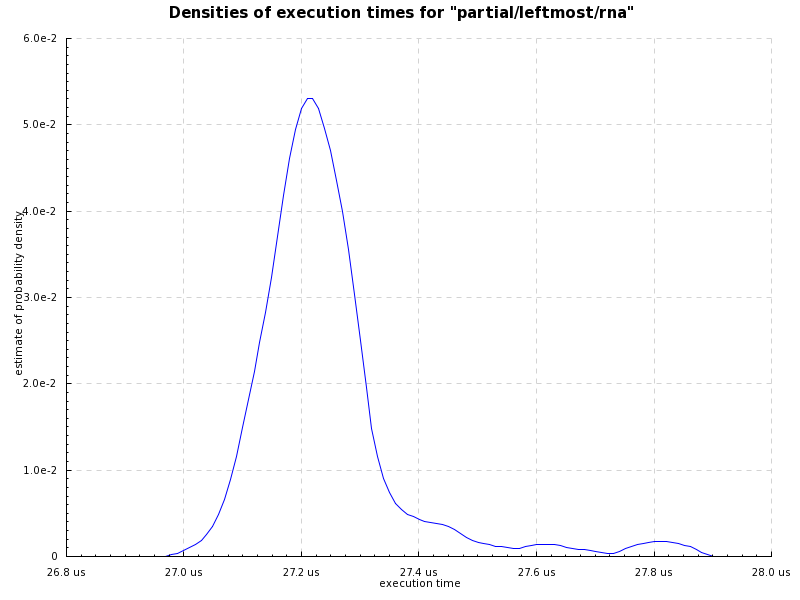 Densities of execution times for "partial/leftmost/rna"
6.0e-2
5.0e-2
4.0e-2
3.0e-2
2.0e-2
1.0e-2
0
estimate of probability density
26.8 us 27.0 us 27.2 us 27.4 us 27.6 us 27.8 us 28.0 us
execution time